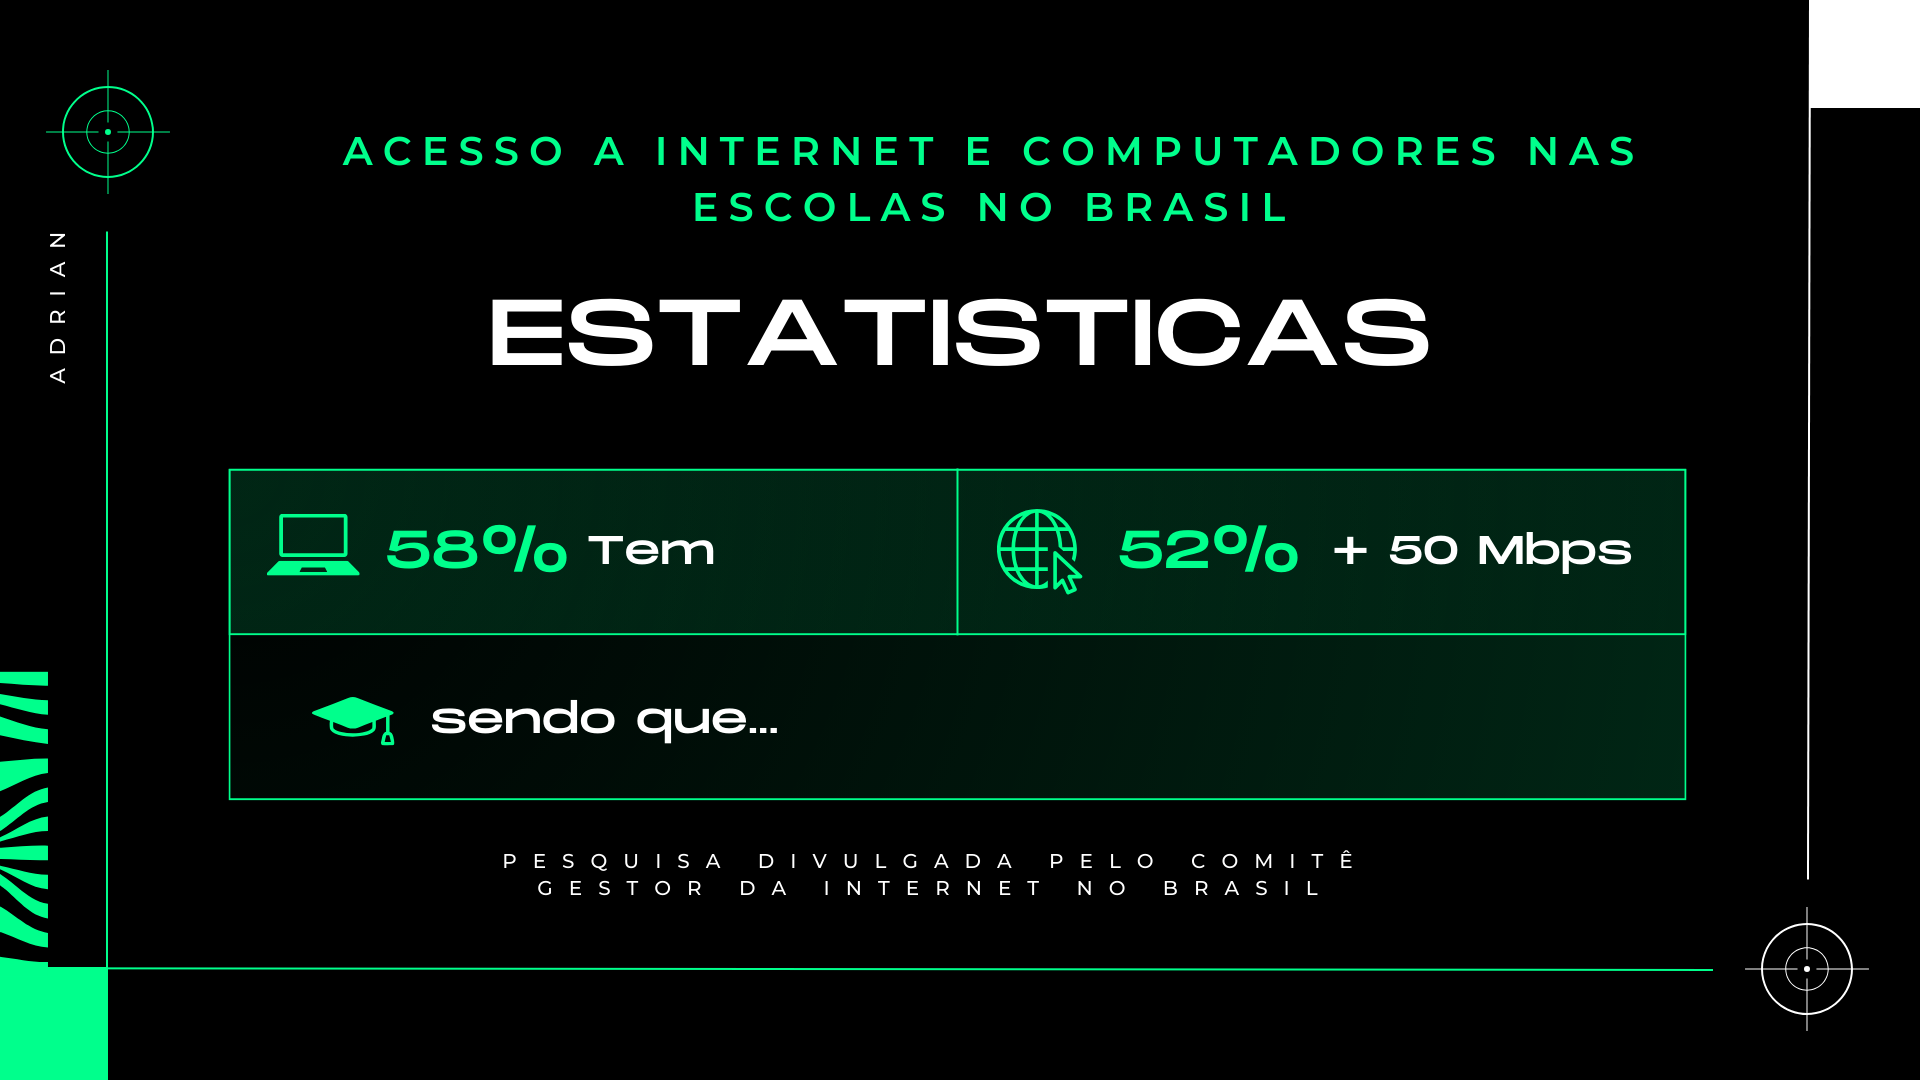 ADRIAN
ACESSO A INTERNET E COMPUTADORES NAS
ESCOLAS NO BRASIL
ESTATISTICAS
58% Tem
52% + 50 Mbps
sendo que...
PESQUISA DIVULGADA PELO COMITÊ
GESTOR DA INTERNET NO BRASIL